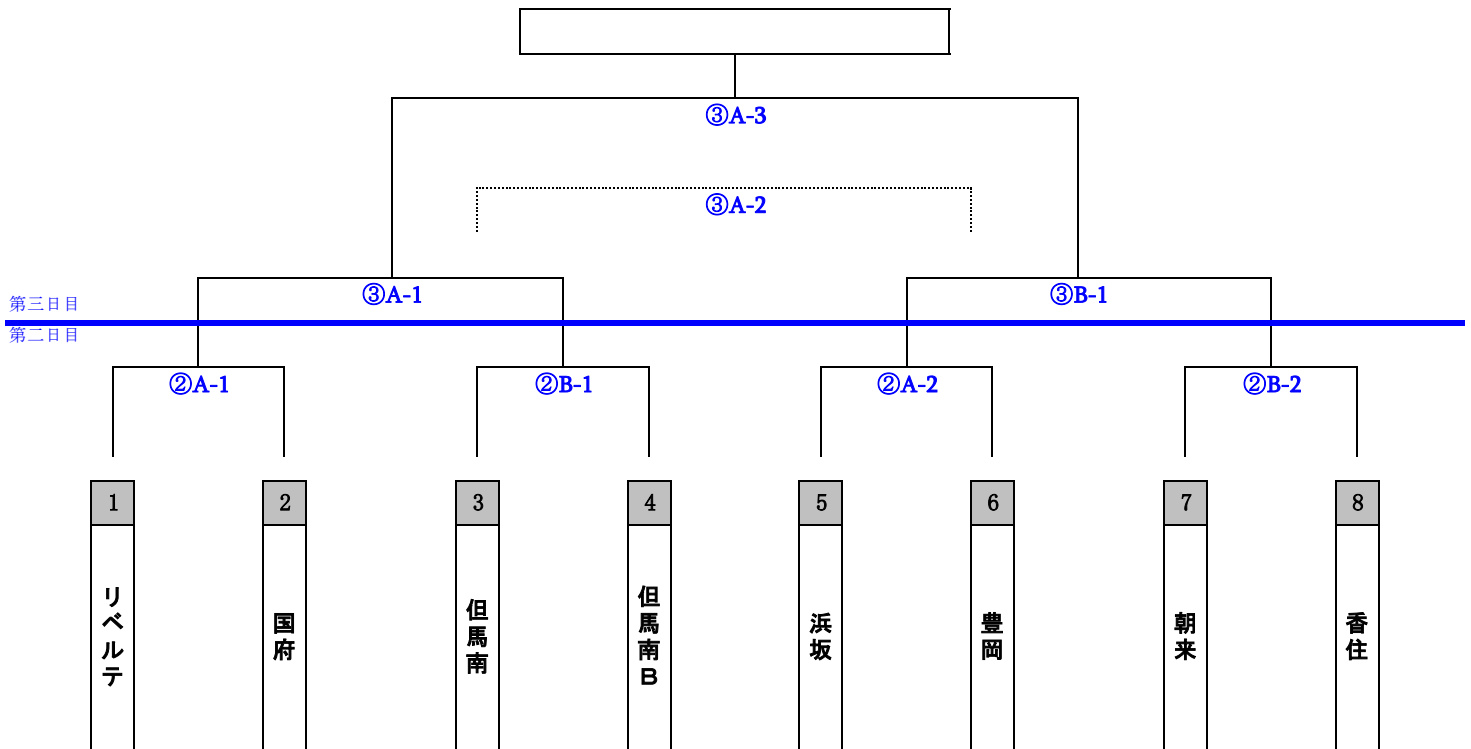 ③A-3
③A-2
③A-1
③B-1
第三日目
第二日目
②A-1
②B-1
②A-2
②B-2
1
2
3
4
5
6
7
8
リベルテ
国府
但馬南
但馬南B
浜坂
豊岡
朝来
香住